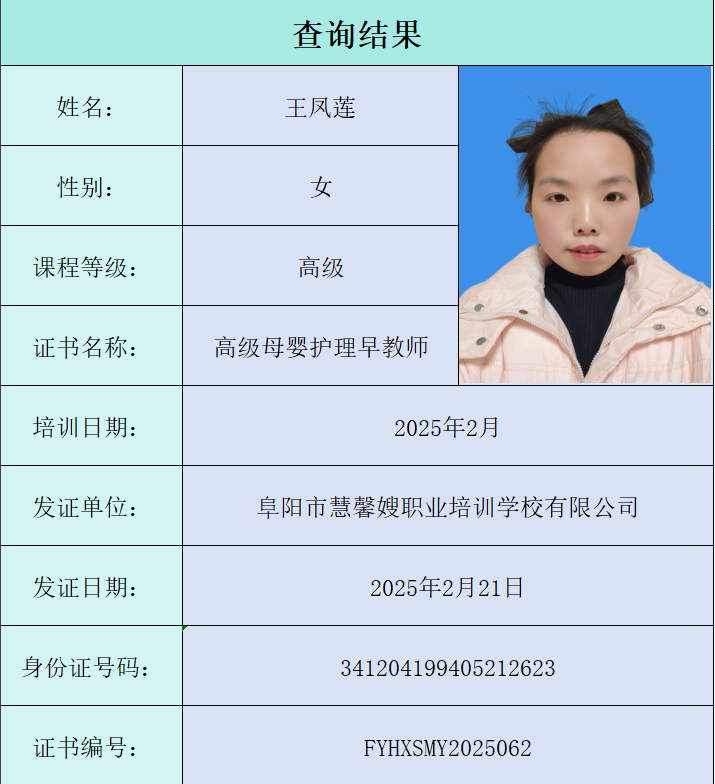 查询结果
姓名： 王凤莲
性别： 女
课程等级： 高级
证书名称： 高级母婴护理早教师
培训日期： 2025年2月
发证单位： 阜阳市慧馨嫂职业培训学校有限公司
发证日期： 2025年2月21日
身份证号码： 341204199405212623
证书编号： FYHXSMY2025062